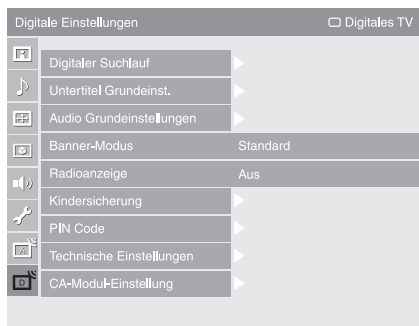 Digitale Einstellungen Digitales TV
Digitaler Suchlauf
Untertitel Grundeinst.
Audio Grundeinstellungen
Banner-Modus Standard
Radioanzeige Aus
Kindersicherung
PIN Code
Technische Einstellungen
A
CA-Modul-Einstellung
D